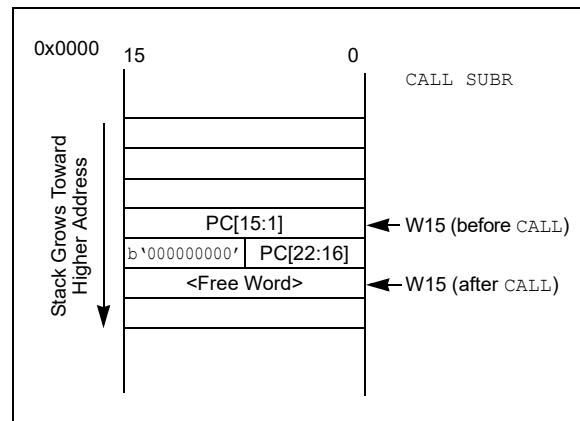 0x0000
15 0
CALL SUBR
Stack Grows Toward
Higher Address
PC[15:1]
W15 (before CALL)
b‘000000000’ PC[22:16]
<Free Word>
W15 (after CALL)